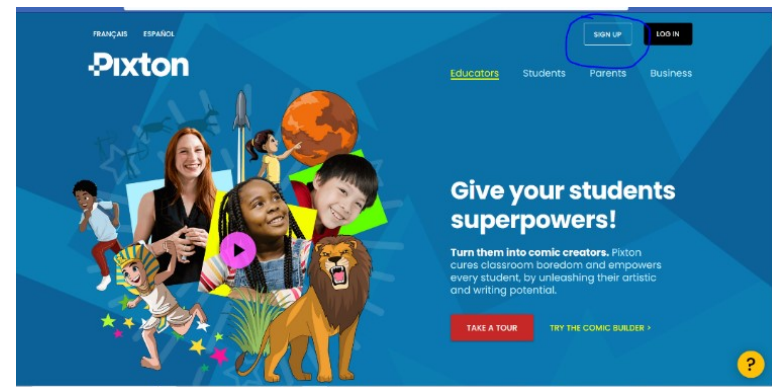 FRANÇAIS ESPAÑOL
SIGN UP LOG IN
Pixton
Educators Students Parents Business
Give your students
superpowers!
Turn them into comic creators. Pixton
cures classroom boredom and empowers
every student, by unleashing their artistic
and writing potential.
TAKE A TOUR TRY THE COMIC BUILDER >
?